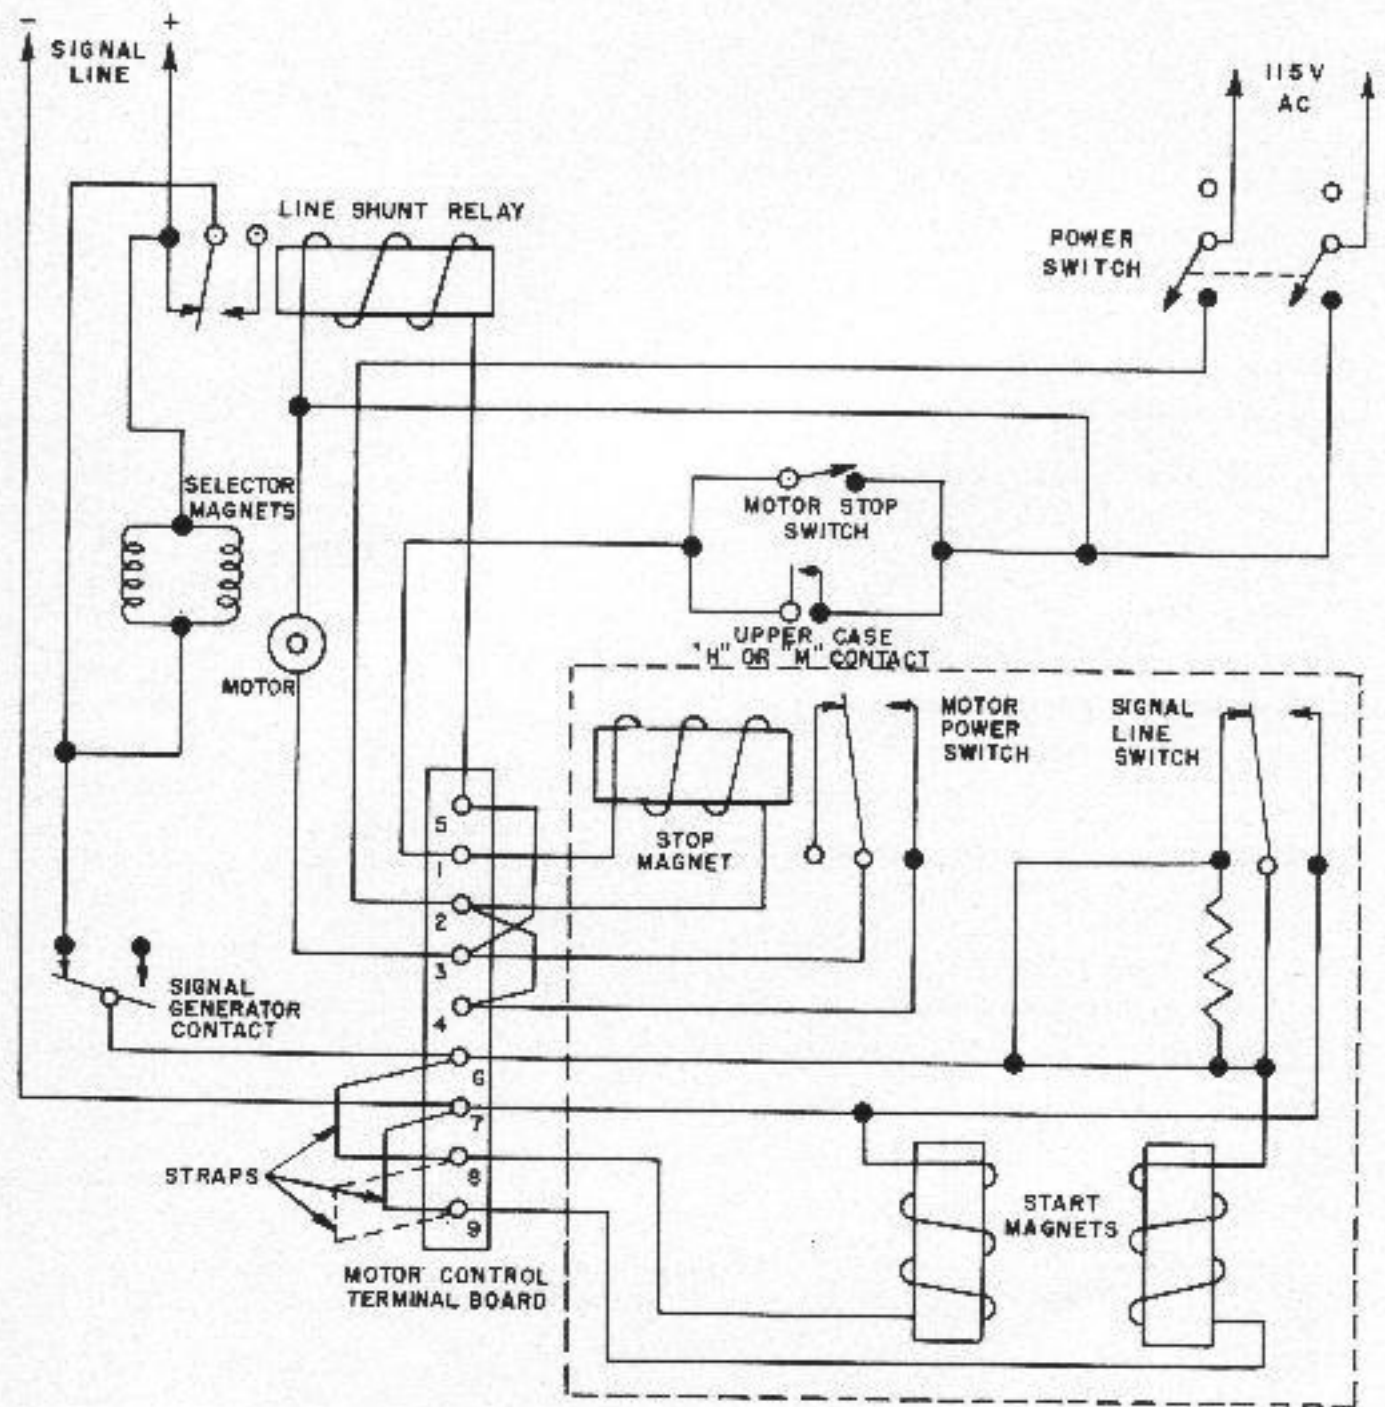 - +
SIGNAL
LINE
115V
AC
LINE SHUNT RELAY
POWER
SWITCH
SELECTOR
MAGNETS
MOTOR STOP
SWITCH
UPPER CASE
"H" OR "M" CONTACT
MOTOR
MOTOR
POWER
SWITCH
SIGNAL
LINE
SWITCH
STOP
MAGNET
5
1
2
3
4
6
7
8
9
SIGNAL
GENERATOR
CONTACT
STRAPS
START
MAGNETS
MOTOR CONTROL
TERMINAL BOARD